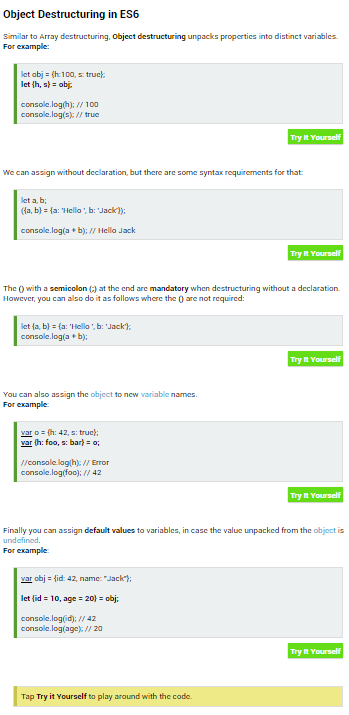 Object Destructuring in ES6
Similar to Array destructuring, Object destructuring unpacks properties into distinct variables.
For example:
let obj = {h:100, s: true};
let {h, s} = obj;
console.log(h); // 100
console.log(s); // true
Try It Yourself
We can assign without declaration, but there are some syntax requirements for that:
let a, b;
({a, b} = {a: 'Hello ', b: 'Jack'});
console.log(a + b); // Hello Jack
Try It Yourself
The () with a semicolon (;) at the end are mandatory when destructuring without a declaration.
However, you can also do it as follows where the () are not required:
let {a, b} = {a: 'Hello ', b: 'Jack'};
console.log(a + b);
Try It Yourself
You can also assign the object to new variable names.
For example:
var o = {h: 42, s: true};
var {h: foo, s: bar} = o;
//console.log(h); // Error
console.log(foo); // 42
Try It Yourself
Finally you can assign default values to variables, in case the value unpacked from the object is
undefined.
For example:
var obj = {id: 42, name: "Jack"};
let {id = 10, age = 20} = obj;
console.log(id); // 42
console.log(age); // 20
Try It Yourself
Tap Try It Yourself to play around with the code.